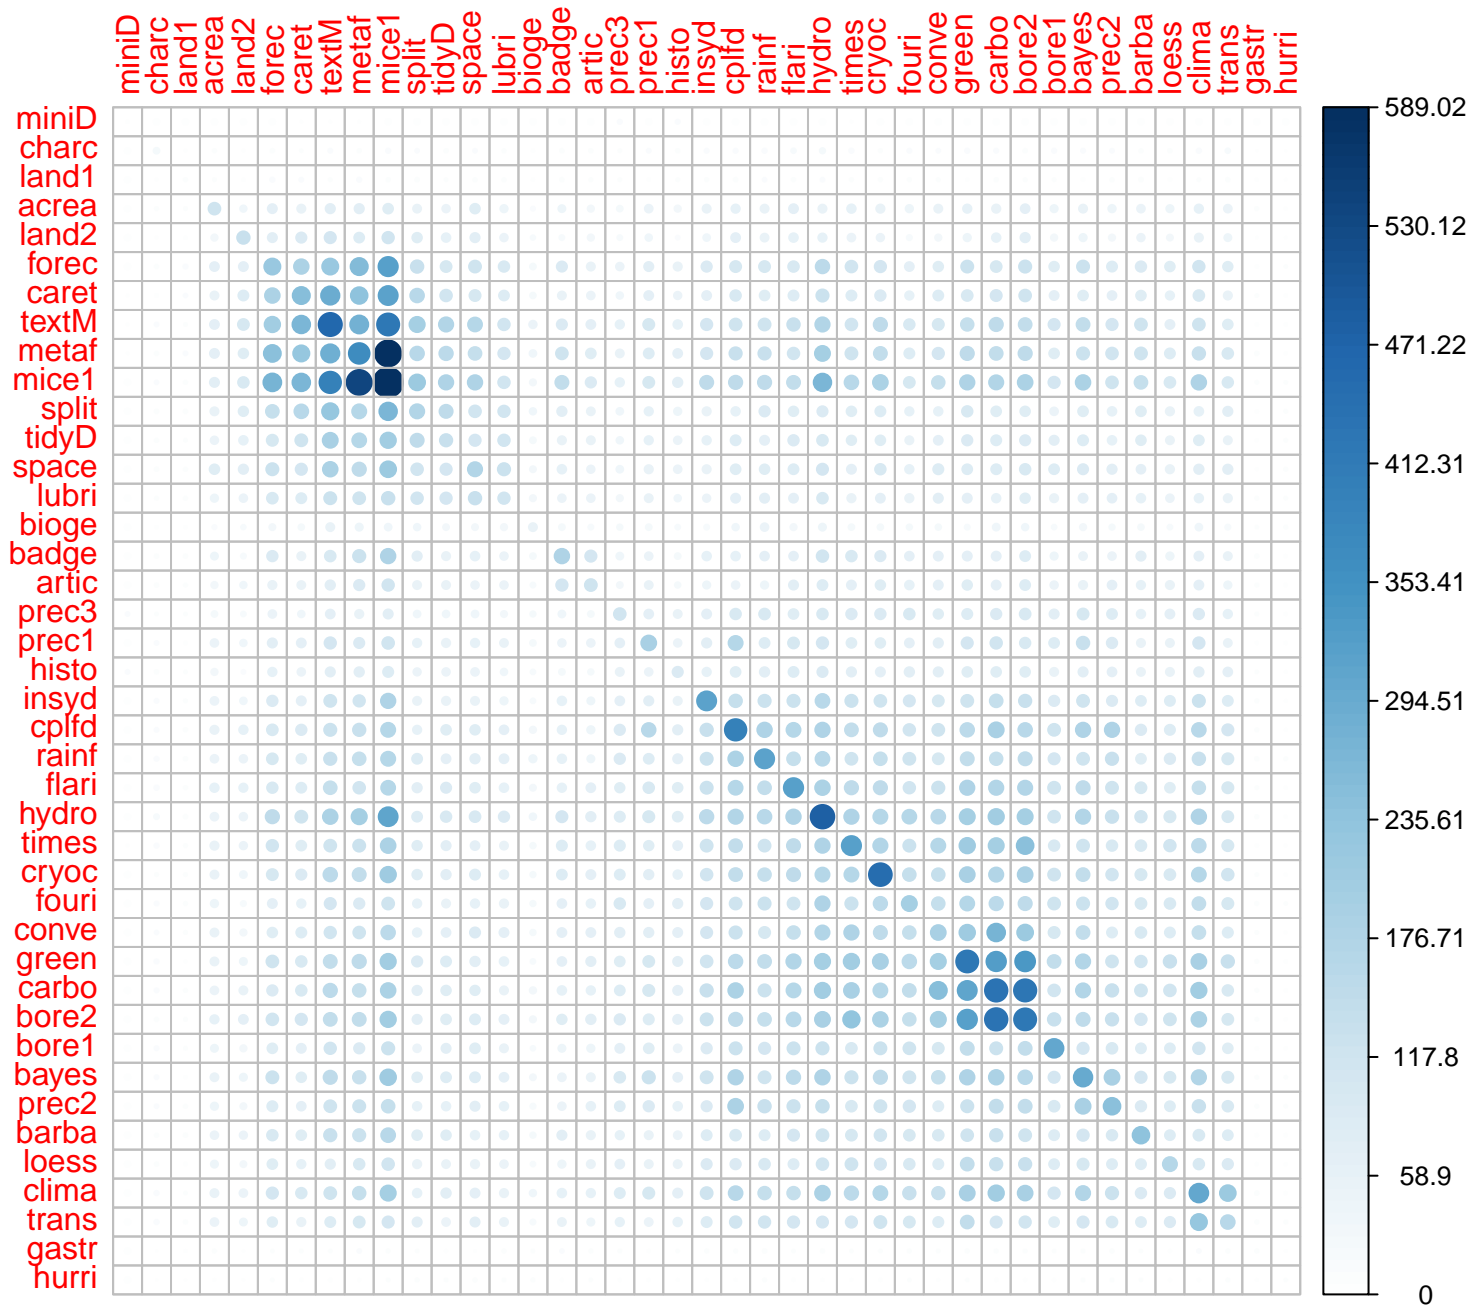 miniD charc land1 acrea land2 forec caret textM metaf mice1 split tidyD space lubri bioge badge artic prec3 prec1 histo insyd cplfd rainf flari hydro times cryoc fouri conve green carbo bore2 bore1 bayes prec2 barba loess clima trans gastr hurri
miniD
charc
land1
acrea
land2
forec
caret
textM
metaf
mice1
split
tidyD
space
lubri
bioge
badge
artic
prec3
prec1
histo
insyd
cplfd
rainf
flari
hydro
times
cryoc
fouri
conve
green
carbo
bore2
bore1
bayes
prec2
barba
loess
clima
trans
gastr
hurri
589.02
530.12
471.22
412.31
353.41
294.51
235.61
176.71
117.8
58.9
0